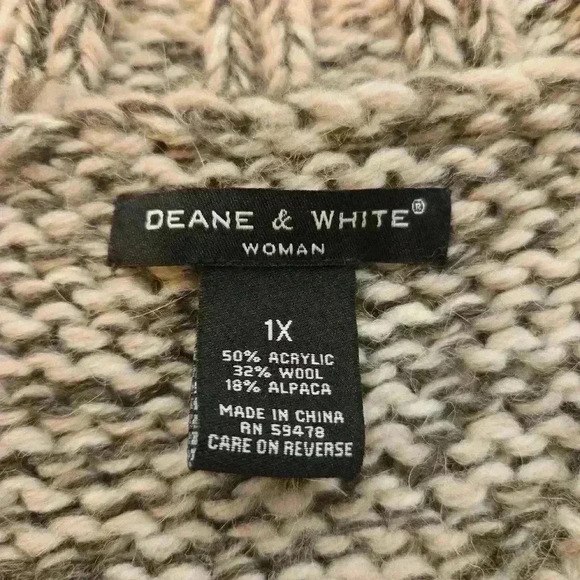 DEANE & WHITE®
WOMAN
1X
50% ACRYLIC
32% WOOL
18% ALPACA
MADE IN CHINA
RN 59478
CARE ON REVERSE